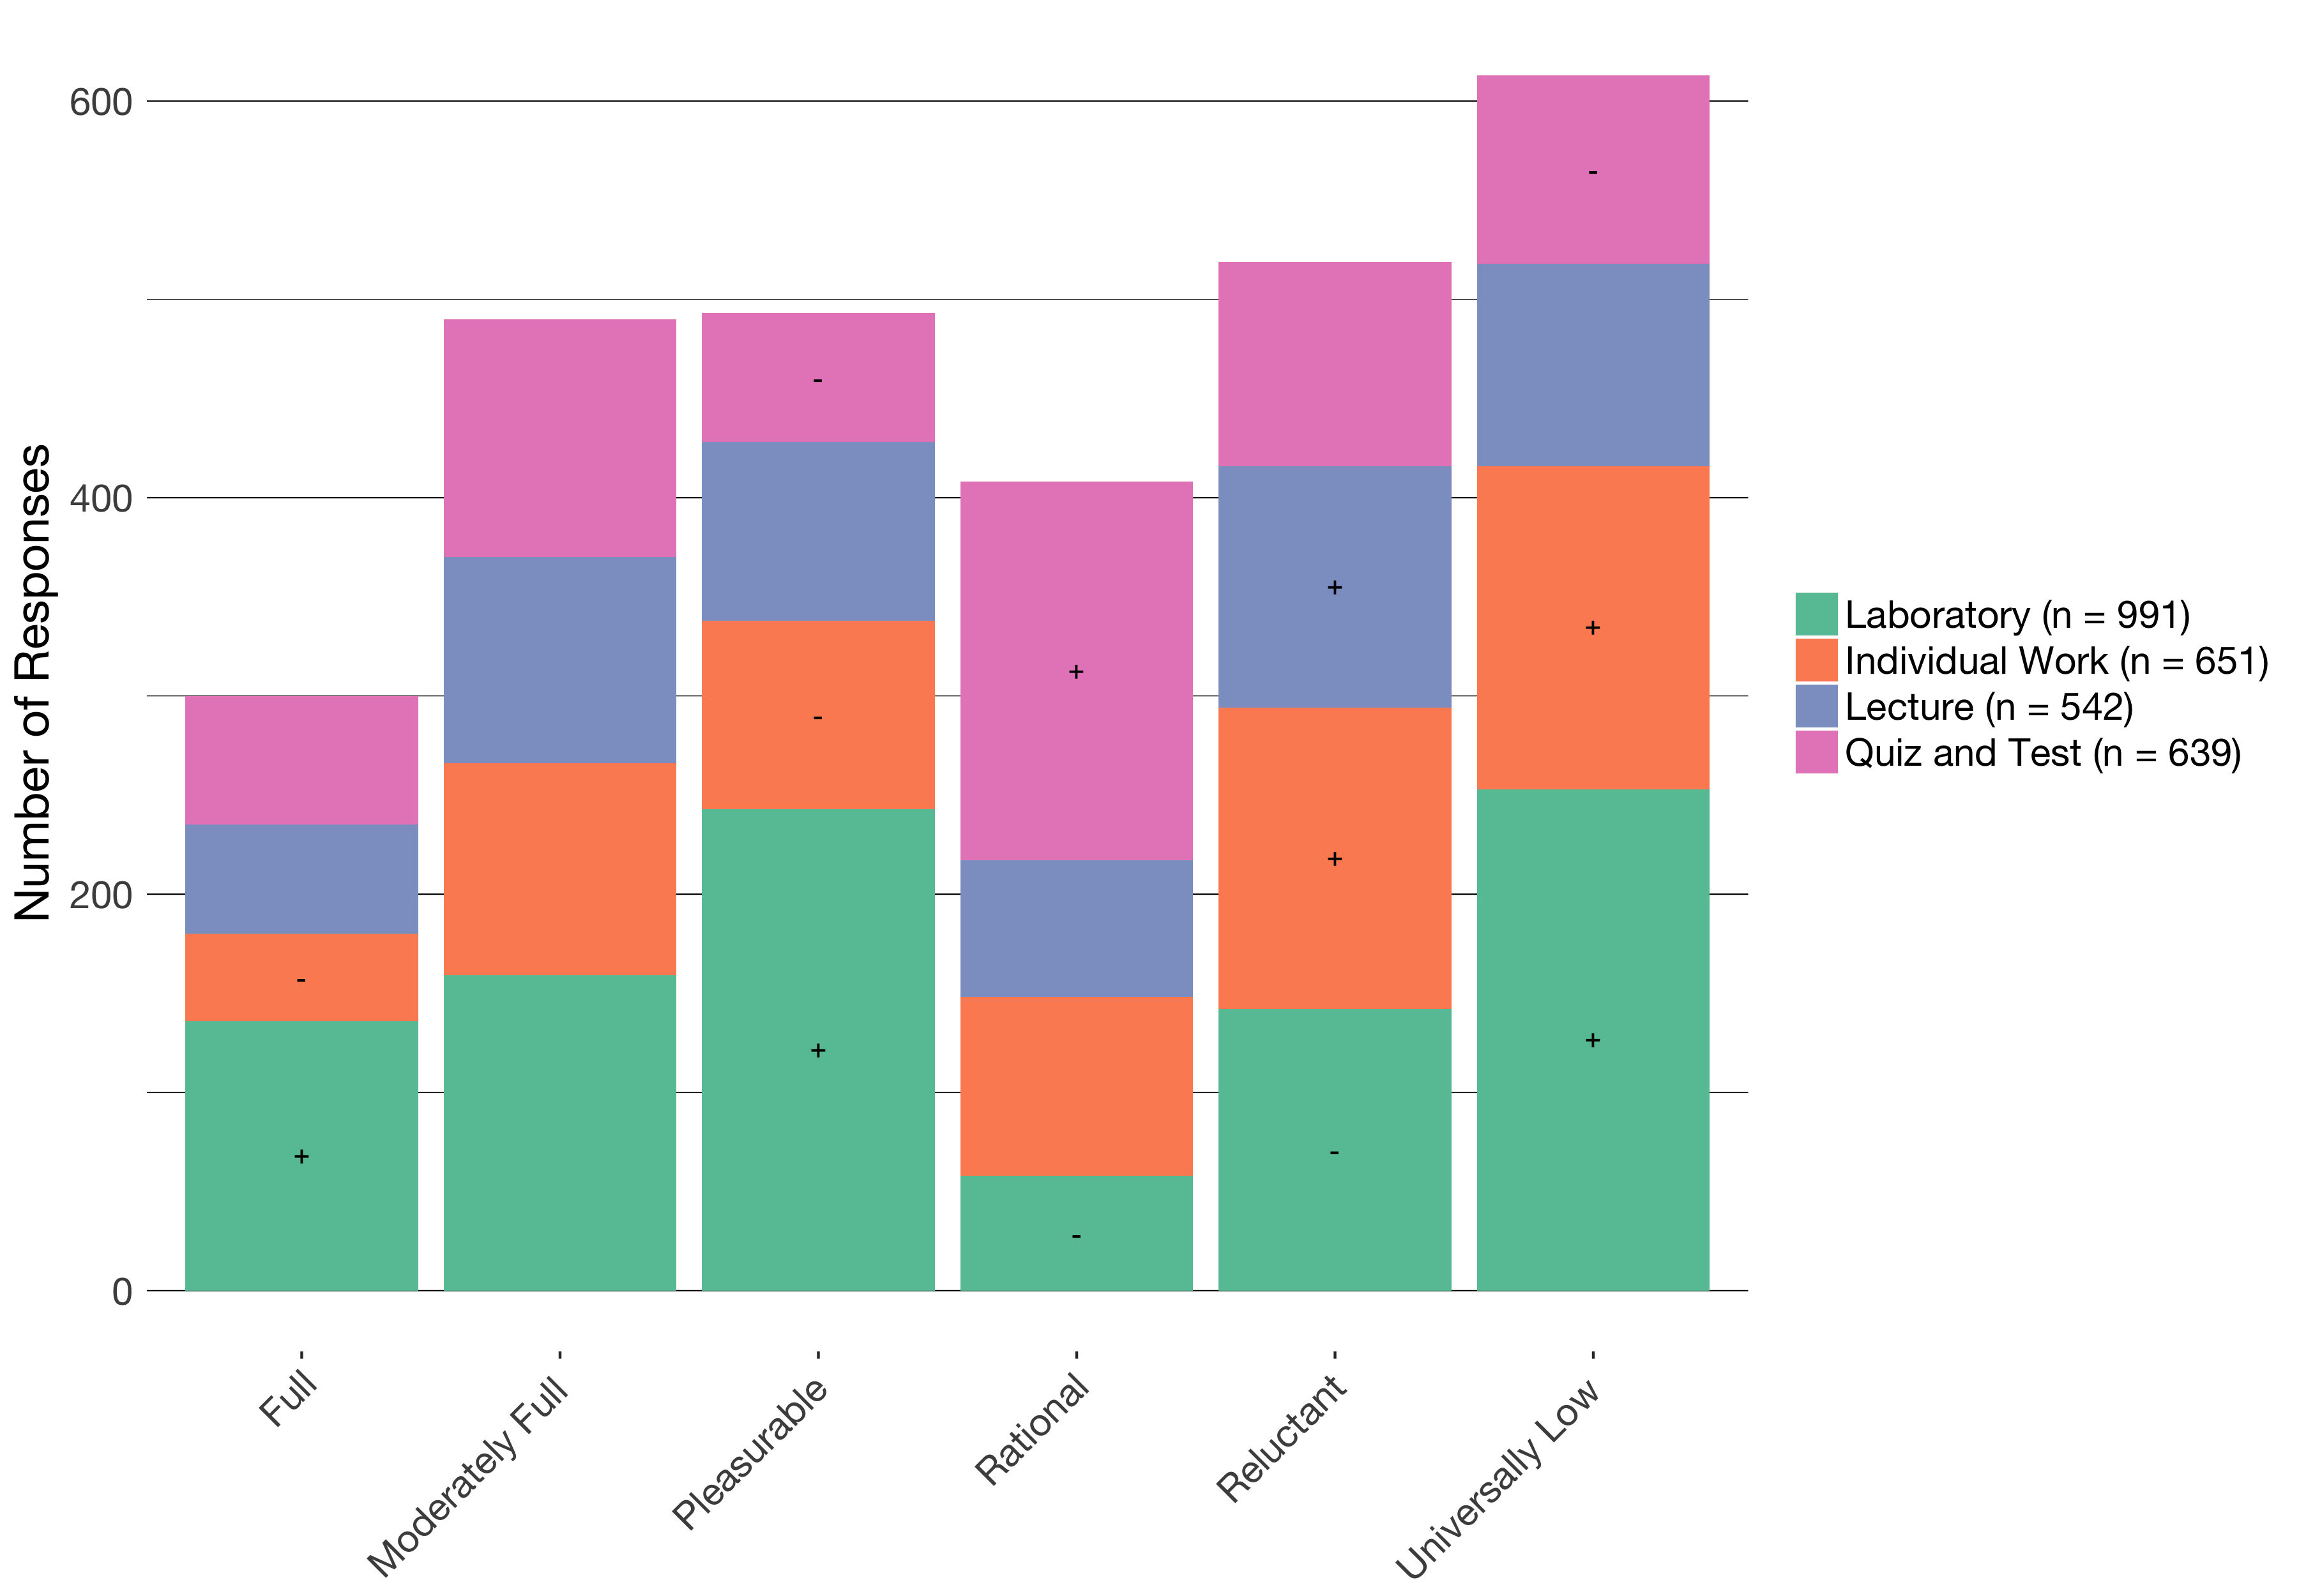 Number of Responses
600
400
200
0
-
-
+
+
+
+
-
+
-
+
+
+
-
-
Full
Moderately Full
Pleasurable
Rational
Reluctant
Universally Low
Laboratory (n = 991)
Individual Work (n = 651)
Lecture (n = 542)
Quiz and Test (n = 639)